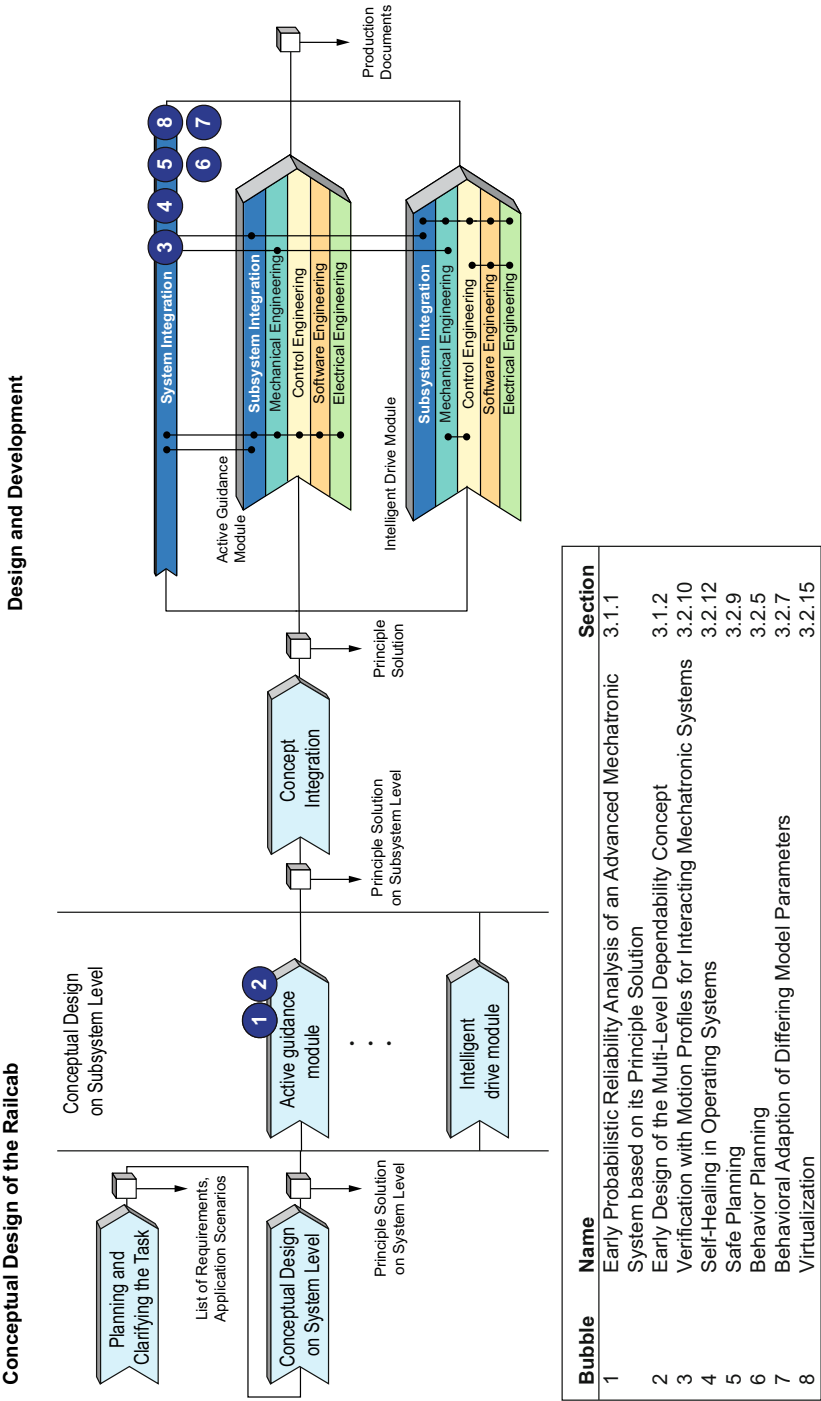 Conceptual Design of the Railcab
Design and Development
Planning and
Clarifying the Task
List of Requirements,
Application Scenarios
Conceptual Design
on System Level
Principle Solution
on System Level
Conceptual Design
on Subsystem Level
1
2
Active guidance
module
. . .
Intelligent
drive module
Principle Solution
on Subsystem Level
Concept
Integration
Principle
Solution
System Integration
3
4
5
8
6
7
Active Guidance
Module
Subsystem Integration
Mechanical Engineering
Control Engineering
Software Engineering
Electrical Engineering
Intelligent Drive Module
Subsystem Integration
Mechanical Engineering
Control Engineering
Software Engineering
Electrical Engineering
Production
Documents
Bubble Name Section
1 Early Probabilistic Reliability Analysis of an Advanced Mechatronic 3.1.1
System based on its Principle Solution
2 Early Design of the Multi-Level Dependability Concept 3.1.2
3 Verification with Motion Profiles for Interacting Mechatronic Systems 3.2.10
4 Self-Healing in Operating Systems 3.2.12
5 Safe Planning 3.2.9
6 Behavior Planning 3.2.5
7 Behavioral Adaption of Differing Model Parameters 3.2.7
8 Virtualization 3.2.15